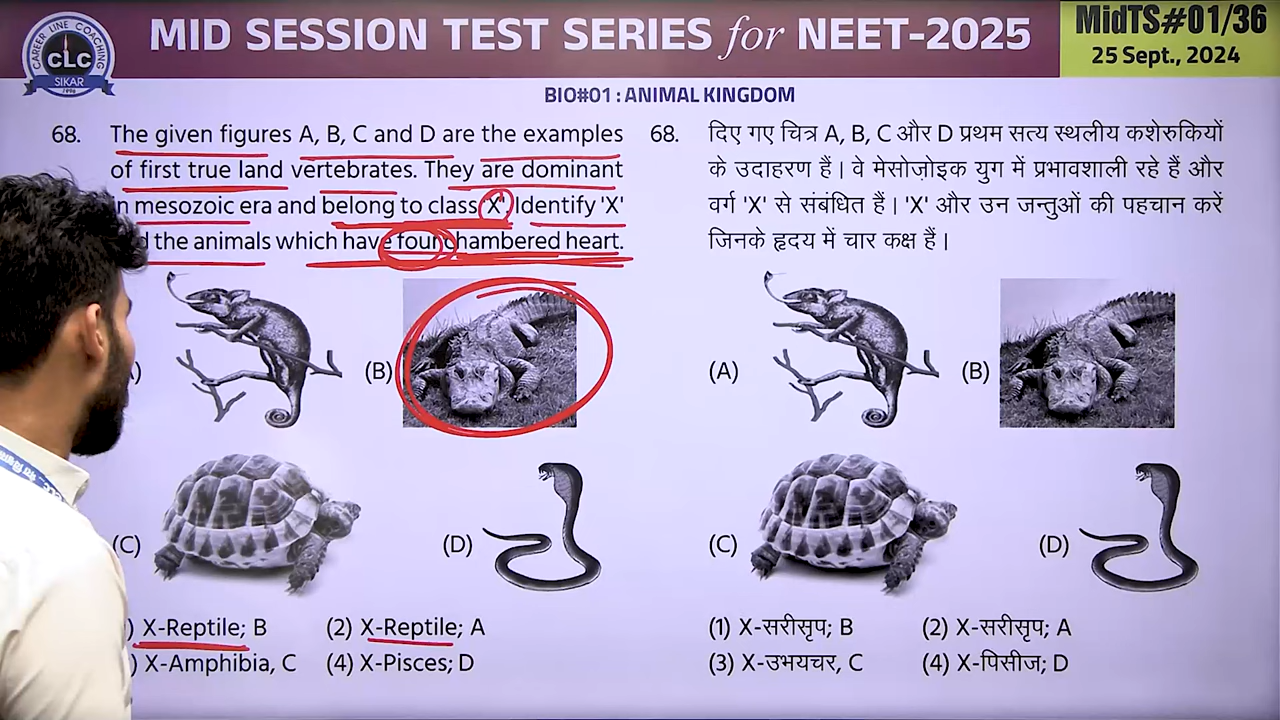 MID SESSION TEST SERIES for NEET-2025
MidTS#01/36
25 Sept., 2024
CAREER LINE COACHING
CLC
SIKAR
BIO#01 : ANIMAL KINGDOM
68. The given figures A, B, C and D are the examples
of first true land vertebrates. They are dominant
mesozoic era and belong to class 'X'. Identify 'X'
the animals which have four chambered heart.
(B)
(C)
(D)
X-Reptile; B
(2) X-Reptile; A
X-Amphibia, C
(4) X-Pisces; D
68. दिए गए चित्र A, B, C और D प्रथम सत्य स्थलीय कशेरुकियों
के उदाहरण हैं। वे मेसोज़ोइक युग में प्रभावशाली रहे हैं और
वर्ग 'X' से संबंधित हैं। 'X' और उन जन्तुओं की पहचान करें
जिनके हृदय में चार कक्ष हैं।
(A)
(B)
(C)
(D)
(1) X-सरीसृप; B
(2) X-सरीसृप; A
(3) X-उभयचर, C
(4) X-पिसीज; D